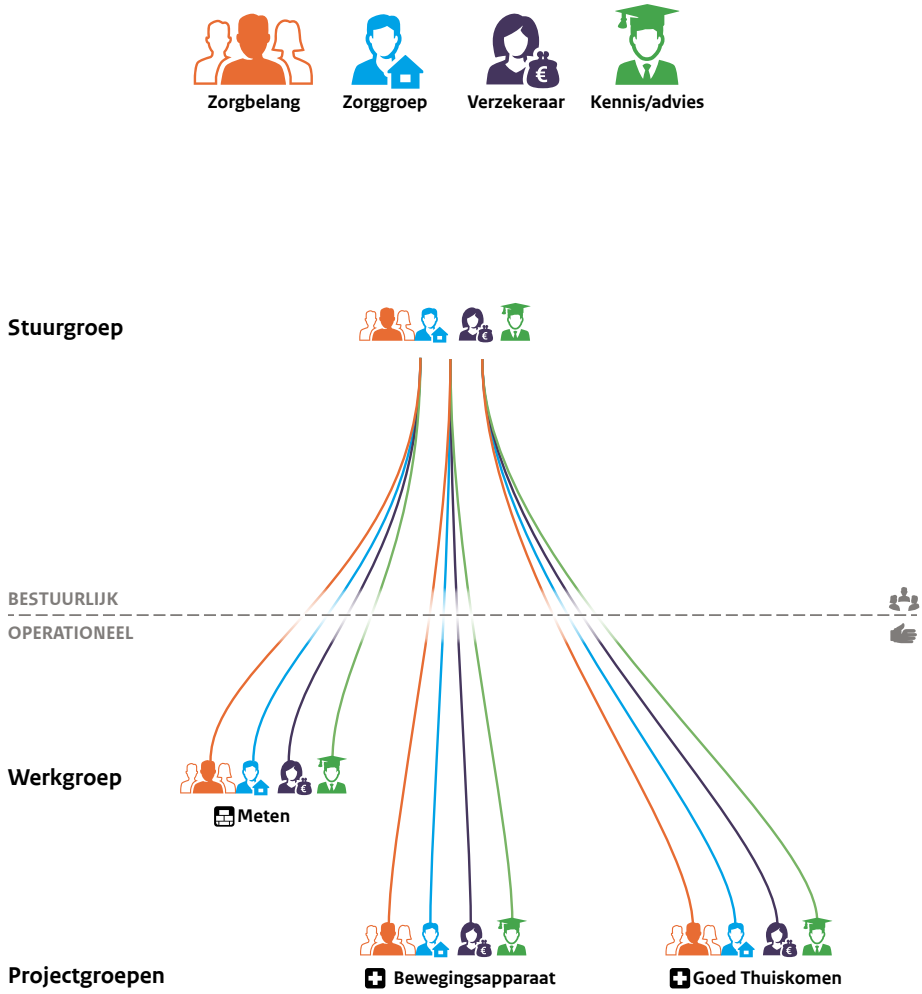 Zorgbelang Zorggroep Verzekeraar Kennis/advies
Stuurgroep
BESTUURLIJK
OPERATIONEEL
Werkgroep
Meten
Projectgroepen
Bewegingsapparaat
Goed Thuiskomen